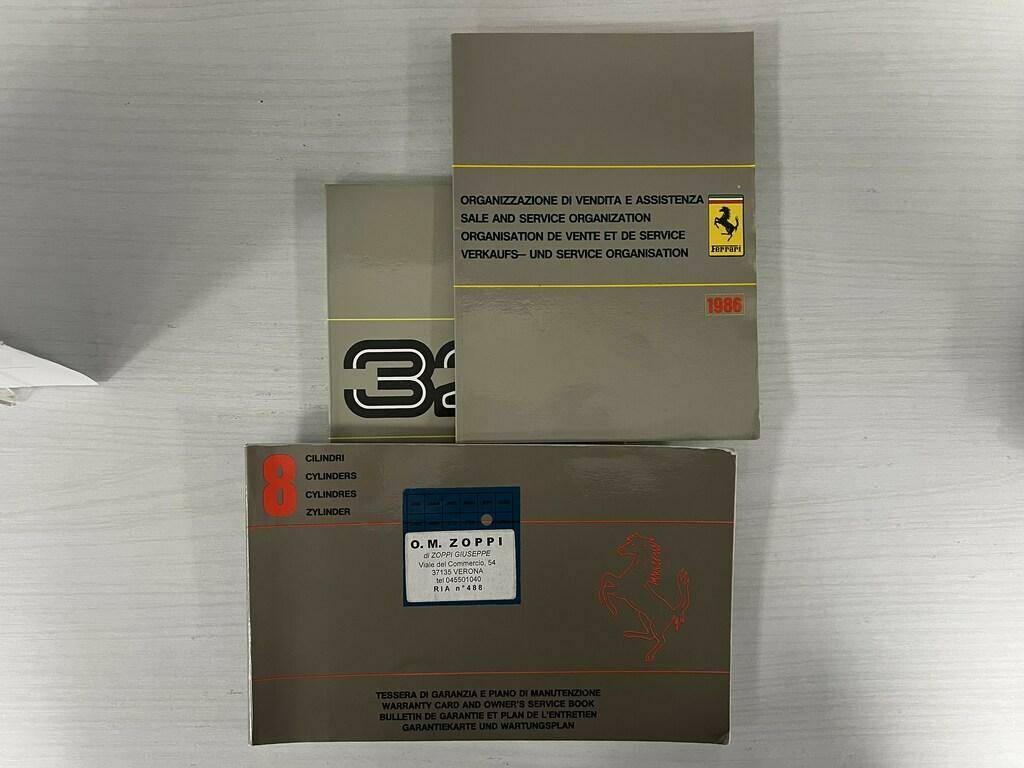 ORGANIZZAZIONE DI VENDITA E ASSISTENZA
SALE AND SERVICE ORGANIZATION
ORGANISATION DE VENTE ET DE SERVICE
VERKAUFS— UND SERVICE ORGANISATION
Ferrari
1986
32
8
CILINDRI
CYLINDERS
CYLINDRES
ZYLINDER
O. M. ZOPPI
di ZOPPI GIUSEPPE
Viale del Commercio, 54
37135 VERONA
tel 045501040
RIA n°488
TESSERA DI GARANZIA E PIANO DI MANUTENZIONE
WARRANTY CARD AND OWNER'S SERVICE BOOK
BULLETIN DE GARANTIE ET PLAN DE L'ENTRETIEN
GARANTIEKARTE UND WARTUNGSPLAN